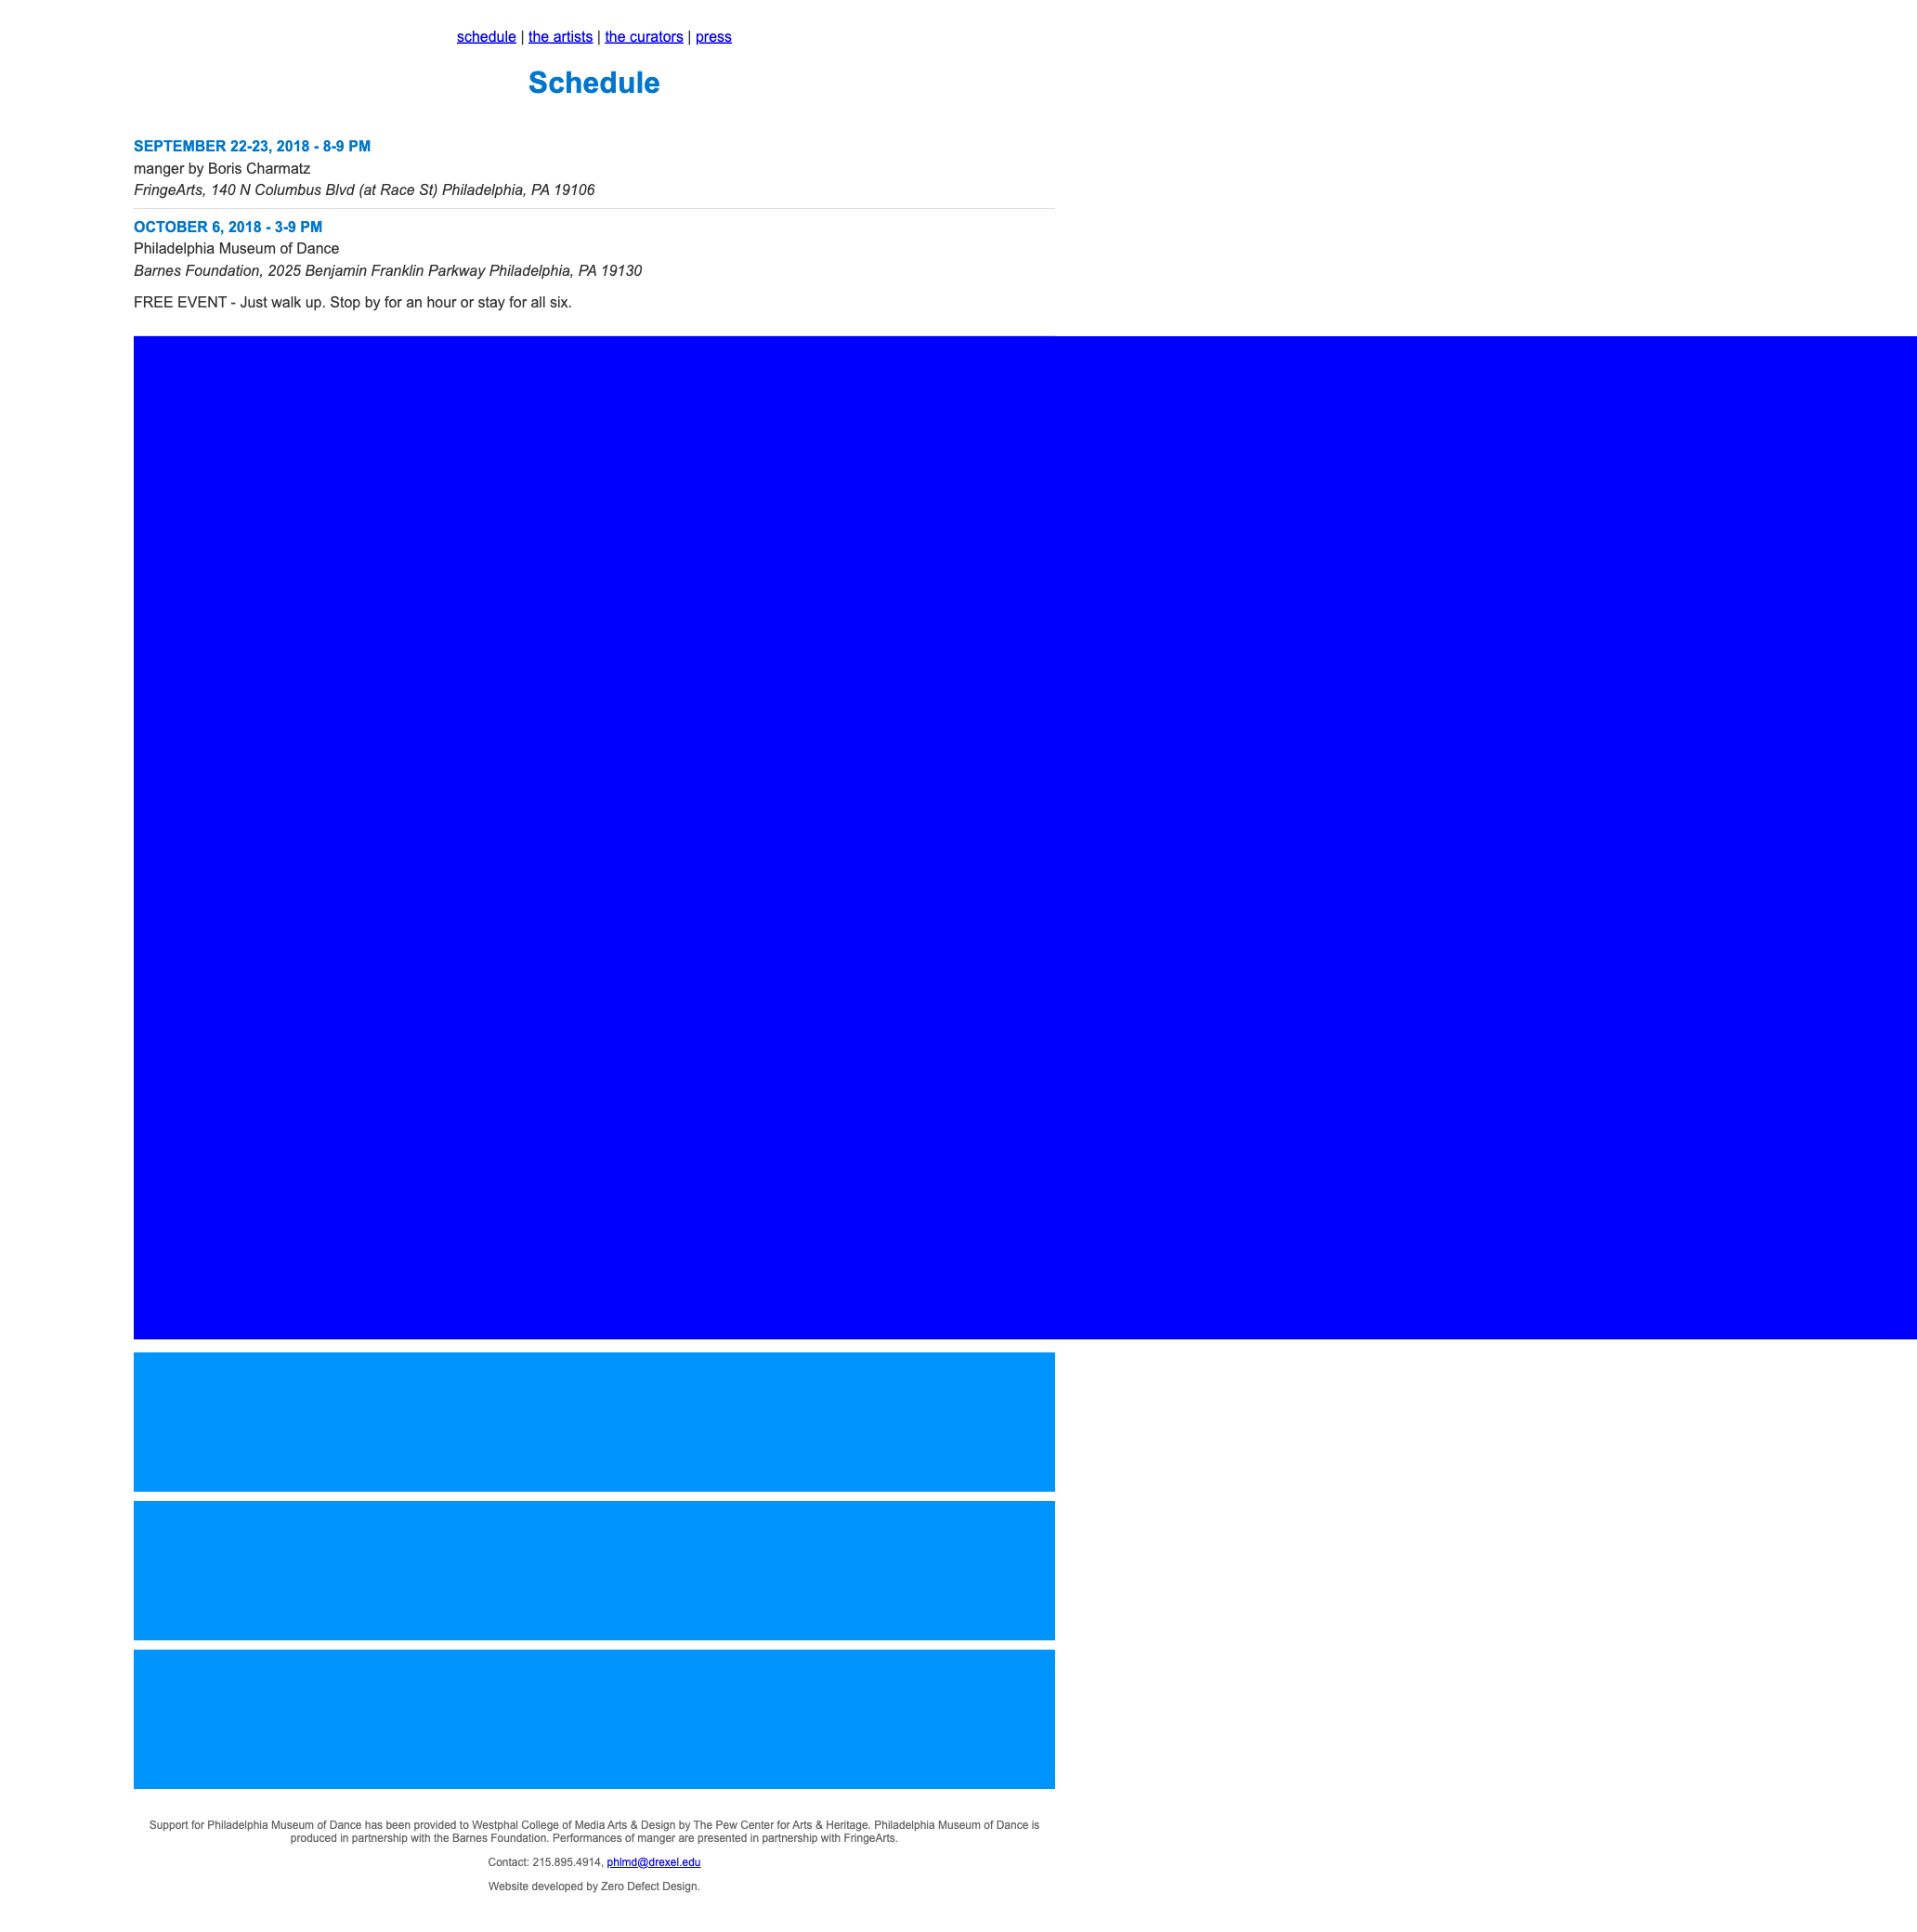 schedule | the artists | the curators | press
Schedule
SEPTEMBER 22-23, 2018 - 8-9 PM
manger by Boris Charmatz
FringeArts, 140 N Columbus Blvd (at Race St) Philadelphia, PA 19106
OCTOBER 6, 2018 - 3-9 PM
Philadelphia Museum of Dance
Barnes Foundation, 2025 Benjamin Franklin Parkway Philadelphia, PA 19130
FREE EVENT - Just walk up. Stop by for an hour or stay for all six.
Support for Philadelphia Museum of Dance has been provided to Westphal College of Media Arts & Design by The Pew Center for Arts & Heritage. Philadelphia Museum of Dance is
produced in partnership with the Barnes Foundation. Performances of manger are presented in partnership with FringeArts.
Contact: 215.895.4914, phlmd@drexel.edu
Website developed by Zero Defect Design.